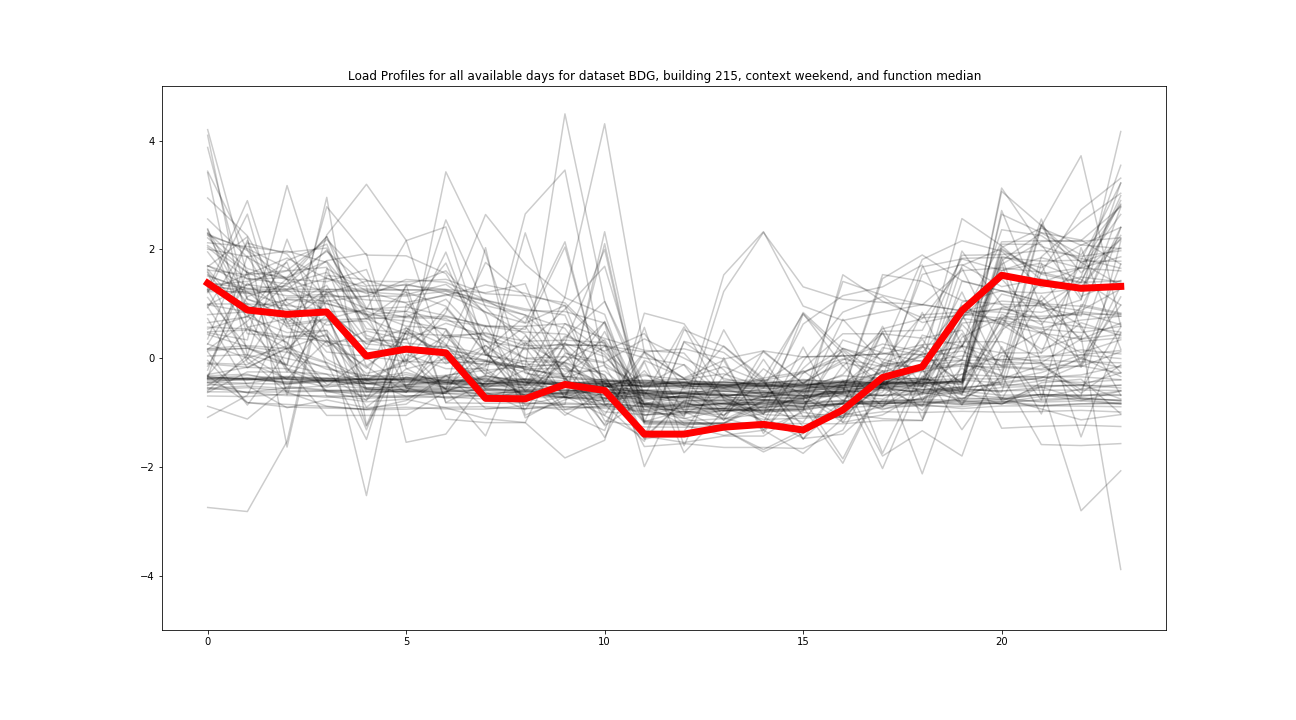 Load Profiles for all available days for dataset BDG, building 215, context weekend, and function median
4
2
0
−2
−4
0 5 10 15 20